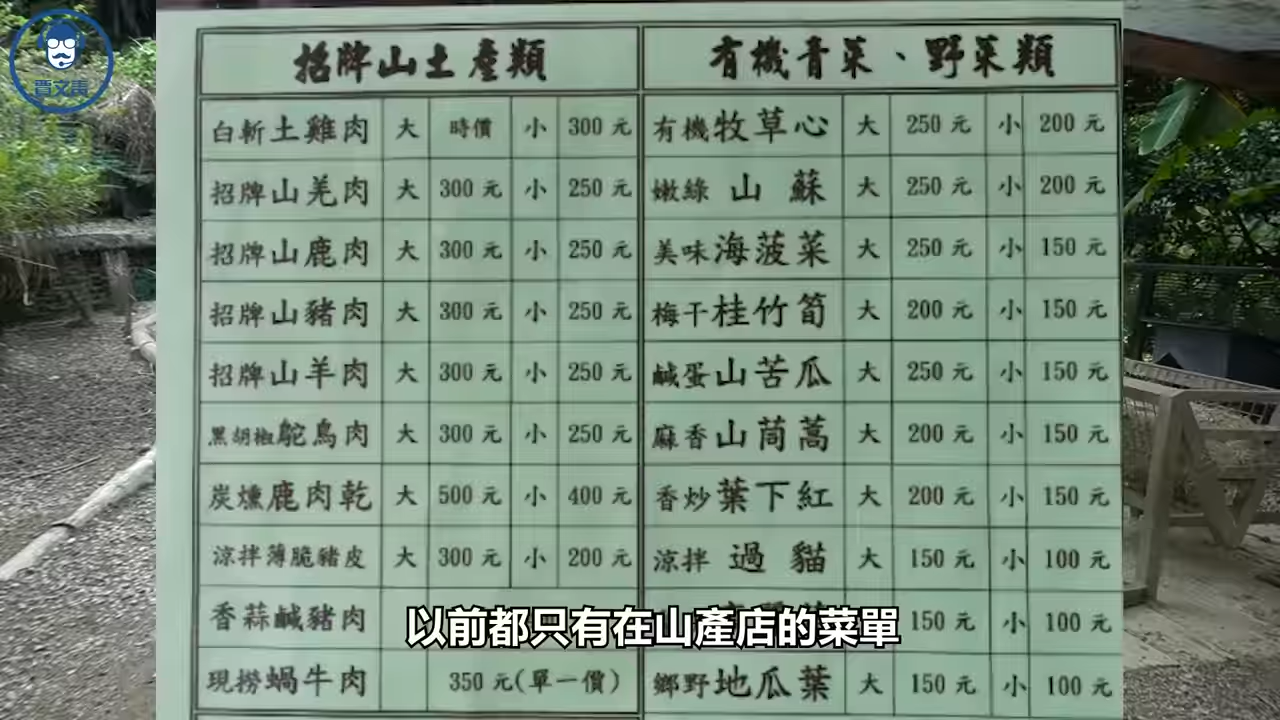 賈文青
招牌山土產類 有機青菜、野菜類
白斬土雞肉 大 時價 小 300元 有機牧草心 大 250元 小 200元
招牌山羌肉 大 300元 小 250元 嫩綠山蘇 大 250元 小 200元
招牌山鹿肉 大 300元 小 250元 美味海菠菜 大 250元 小 150元
招牌山豬肉 大 300元 小 250元 梅干桂竹筍 大 200元 小 150元
招牌山羊肉 大 300元 小 250元 鹹蛋山苦瓜 大 250元 小 150元
黑胡椒鴕鳥肉 大 300元 小 250元 麻香山茼蒿 大 200元 小 150元
炭燻鹿肉乾 大 500元 小 400元 香炒葉下紅 大 200元 小 150元
涼拌薄脆豬皮 大 300元 小 200元 涼拌過貓 大 150元 小 100元
香蒜鹹豬肉 150元 小 100元
以前都只有在山產店的菜單
現撈蝸牛肉 350元(單一價) 鄉野地瓜葉 大 150元 小 100元